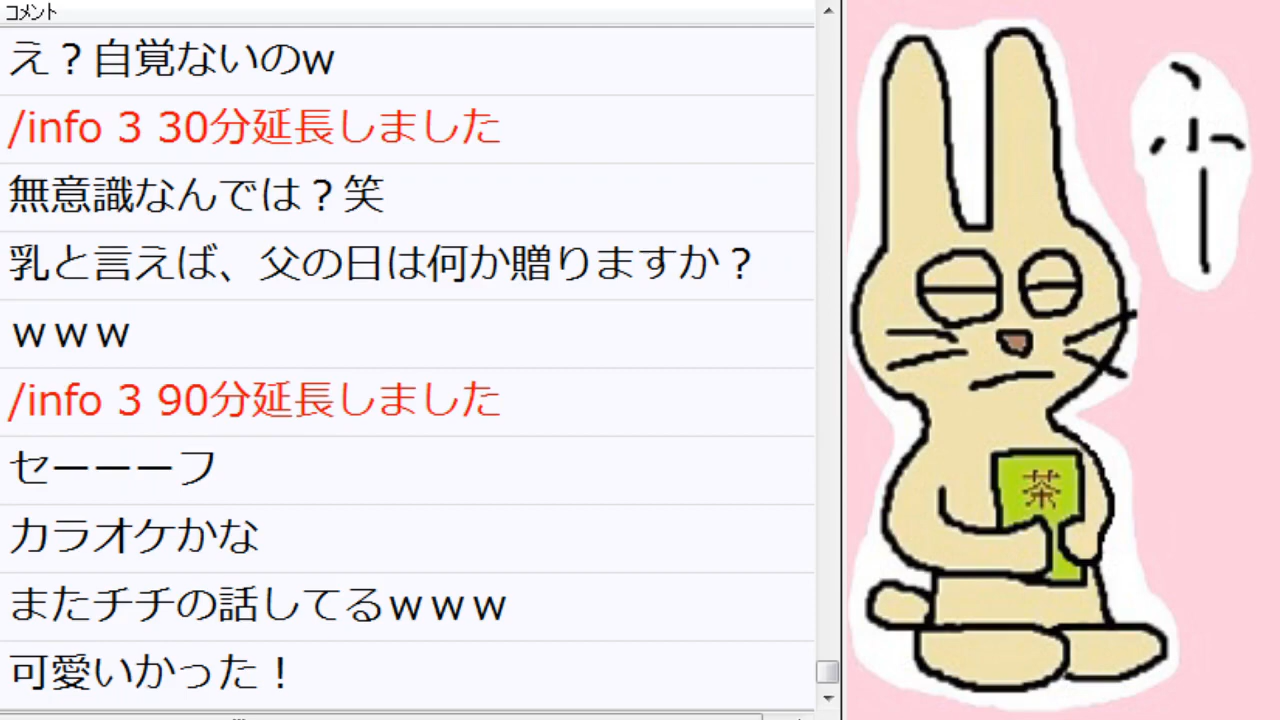 コメント
え？自覚ないのw
/info 3 30分延長しました
無意識なんでは？笑
乳と言えば、父の日は何か贈りますか？
ｗｗｗ
/info 3 90分延長しました
セーーーフ
カラオケかな
またチチの話してるｗｗｗ
可愛いかった！
ふー
茶